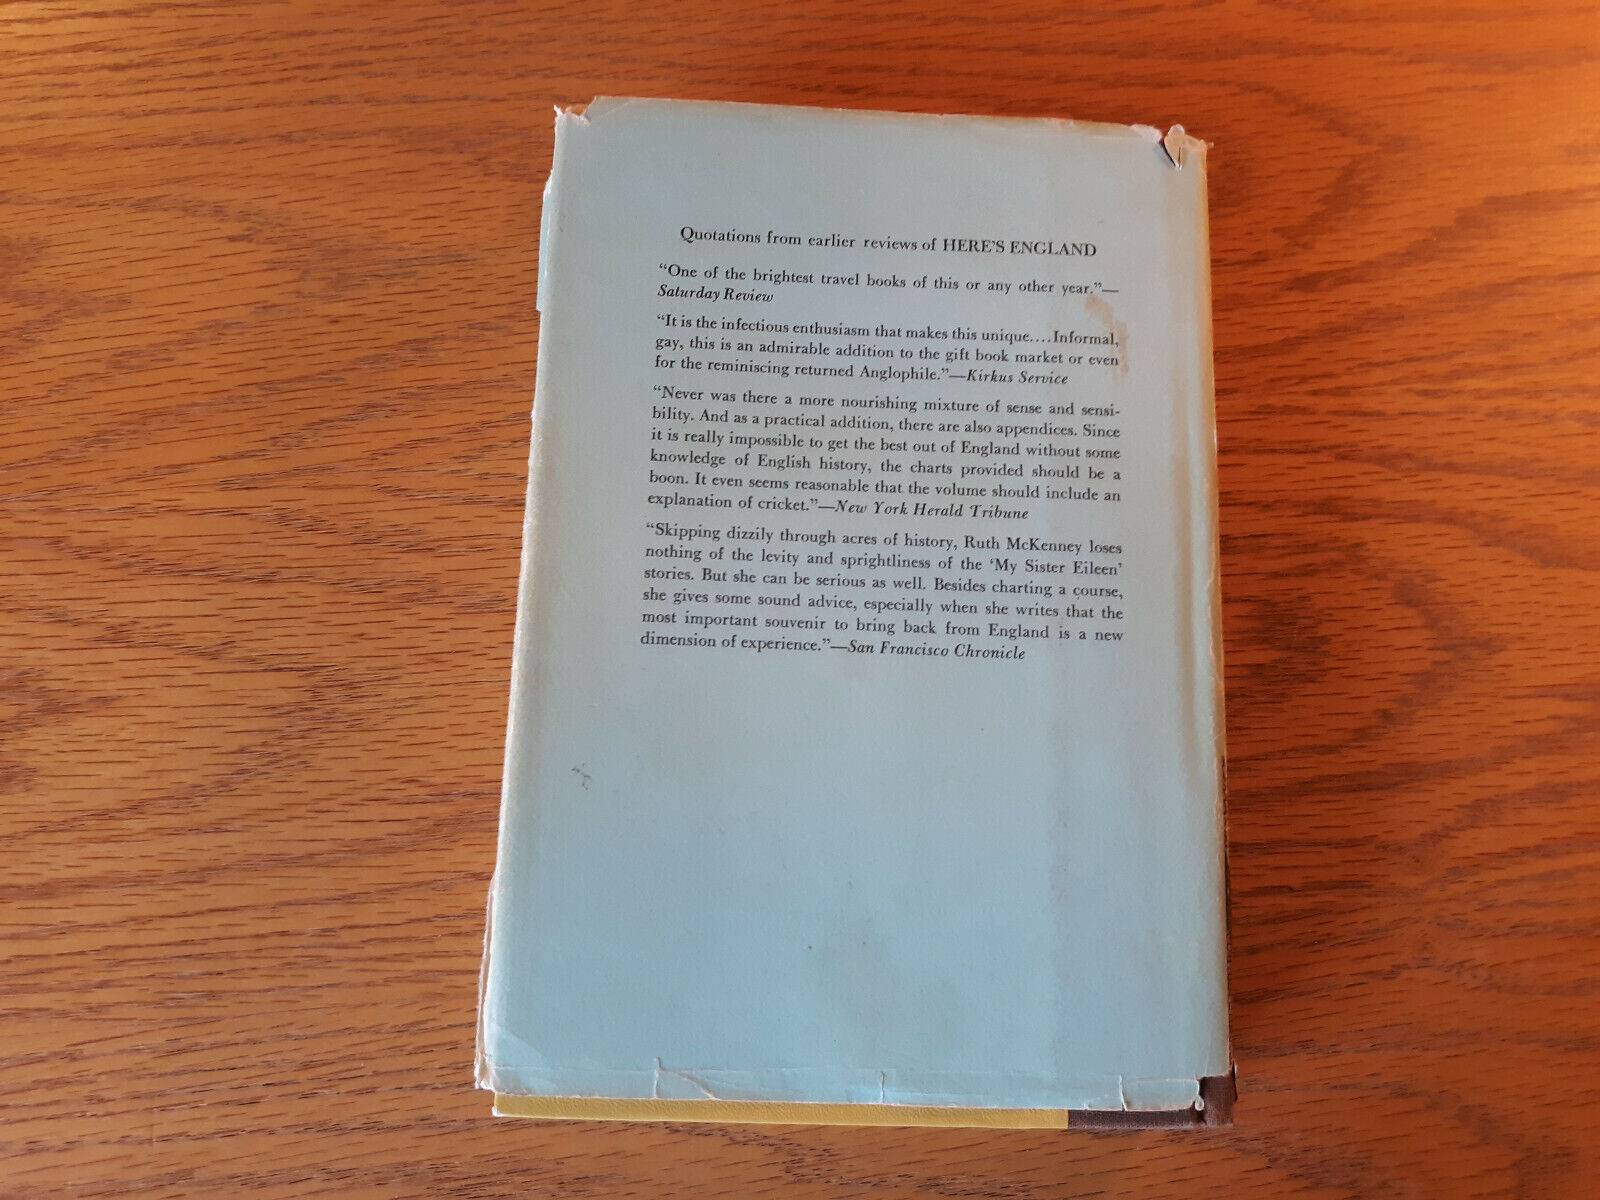 Quotations from earlier reviews of HERE'S ENGLAND
“One of the brightest travel books of this or any other year.”—
Saturday Review
“It is the infectious enthusiasm that makes this unique....Informal,
gay, this is an admirable addition to the gift book market or even
for the reminiscing returned Anglophile.”—Kirkus Service
“Never was there a more nourishing mixture of sense and sensi-
bility. And as a practical addition, there are also appendices. Since
it is really impossible to get the best out of England without some
knowledge of English history, the charts provided should be a
boon. It even seems reasonable that the volume should include an
explanation of cricket.”—New York Herald Tribune
“Skipping dizzily through acres of history, Ruth McKenney loses
nothing of the levity and sprightliness of the ‘My Sister Eileen’
stories. But she can be serious as well. Besides charting a course,
she gives some sound advice, especially when she writes that the
most important souvenir to bring back from England is a new
dimension of experience.”—San Francisco Chronicle